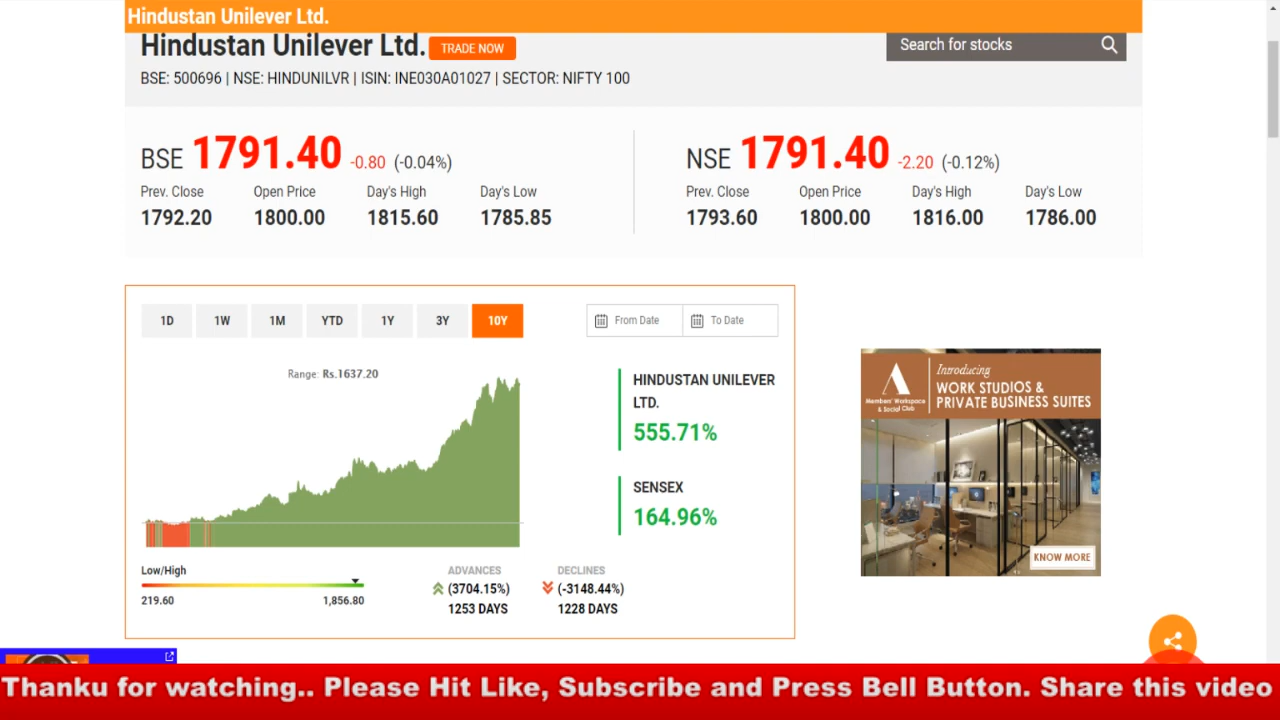 Hindustan Unilever Ltd.
Hindustan Unilever Ltd. TRADE NOW
Search for stocks
BSE: 500696 | NSE: HINDUNILVR | ISIN: INE030A01027 | SECTOR: NIFTY 100
BSE 1791.40 -0.80 (-0.04%)
Prev. Close Open Price Day's High Day's Low
1792.20 1800.00 1815.60 1785.85
NSE 1791.40 -2.20 (-0.12%)
Prev. Close Open Price Day's High Day's Low
1793.60 1800.00 1816.00 1786.00
1D 1W 1M YTD 1Y 3Y 10Y
From Date To Date
Range: Rs.1637.20
HINDUSTAN UNILEVER
LTD.
555.71%
SENSEX
164.96%
Low/High
219.60 1,856.80
ADVANCES
(3704.15%)
1253 DAYS
DECLINES
(-3148.44%)
1228 DAYS
Members' Workspace
& Social Club
Introducing
WORK STUDIOS &
PRIVATE BUSINESS SUITES
KNOW MORE
Thanku for watching.. Please Hit Like, Subscribe and Press Bell Button. Share this video